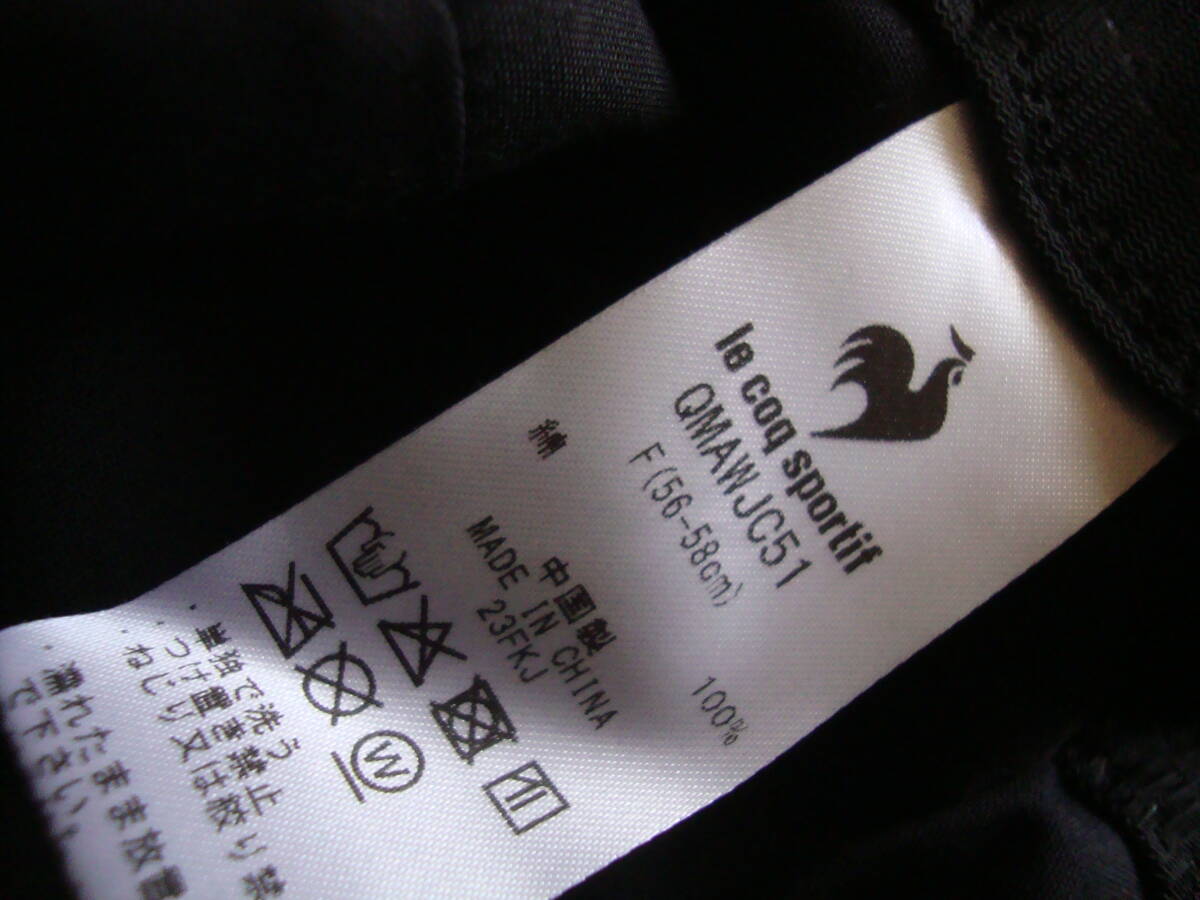 le coq sportif
QMAWJC51
F(56-58cm)
綿 100%
中国製
MADE IN CHINA
23FKJ
W
・単独で洗う
・つけ置き禁止
ねじり又は絞り禁
・濡れたまま放置
で下さい。